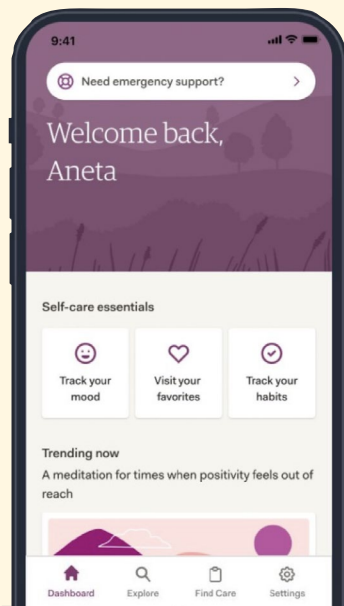 9:41
Need emergency support?
Welcome back,
Aneta
Self-care essentials
Track your
mood
Visit your
favorites
Track your
habits
Trending now
A meditation for times when positivity feels out of
reach
Dashboard
Explore
Find Care
Settings